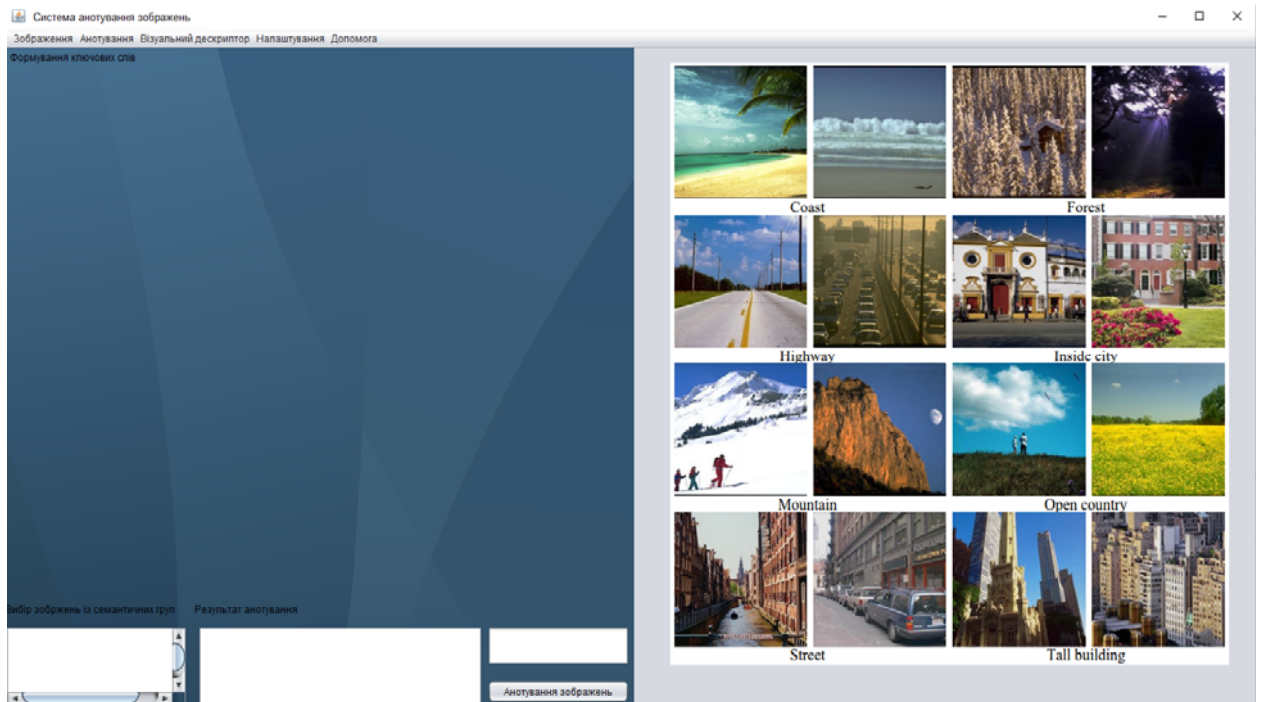 Система анотування зображень
Зображення Анотування Візуальний дескриптор Налаштування Допомога
Формування ключових слів
Coast Forest
Highway Inside city
Mountain Open country
Street Tall building
Вибір зобржень із семантичних груп Результат анотування
Анотування зображень